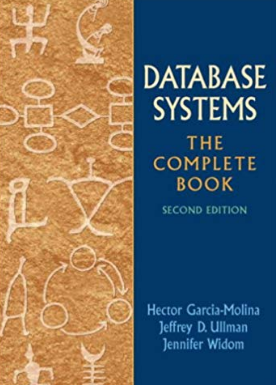 DATABASE
SYSTEMS
THE
COMPLETE
BOOK
SECOND EDITION
Hector Garcia-Molina
Jeffrey D. Ullman
Jennifer Widom